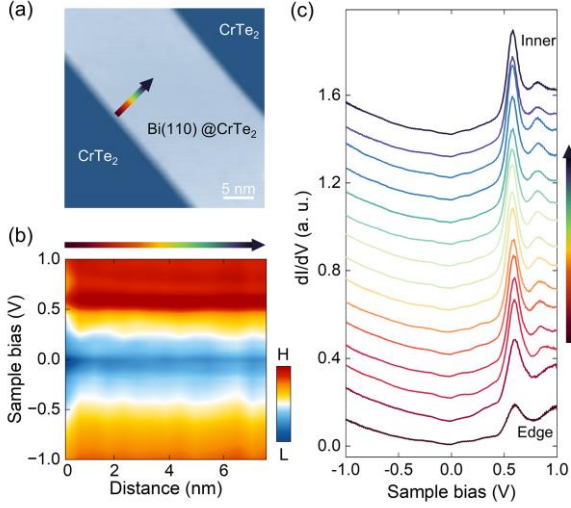 (a)
CrTe₂
Bi(110) @CrTe₂
CrTe₂
5 nm
(b)
Sample bias (V)
1.0
0.5
0.0
−0.5
−1.0
0
2
4
6
Distance (nm)
H
L
(c)
dI/dV (a. u.)
1.6
1.2
0.8
0.4
0.0
Inner
Edge
-1.0
-0.5
0.0
0.5
1.0
Sample bias (V)